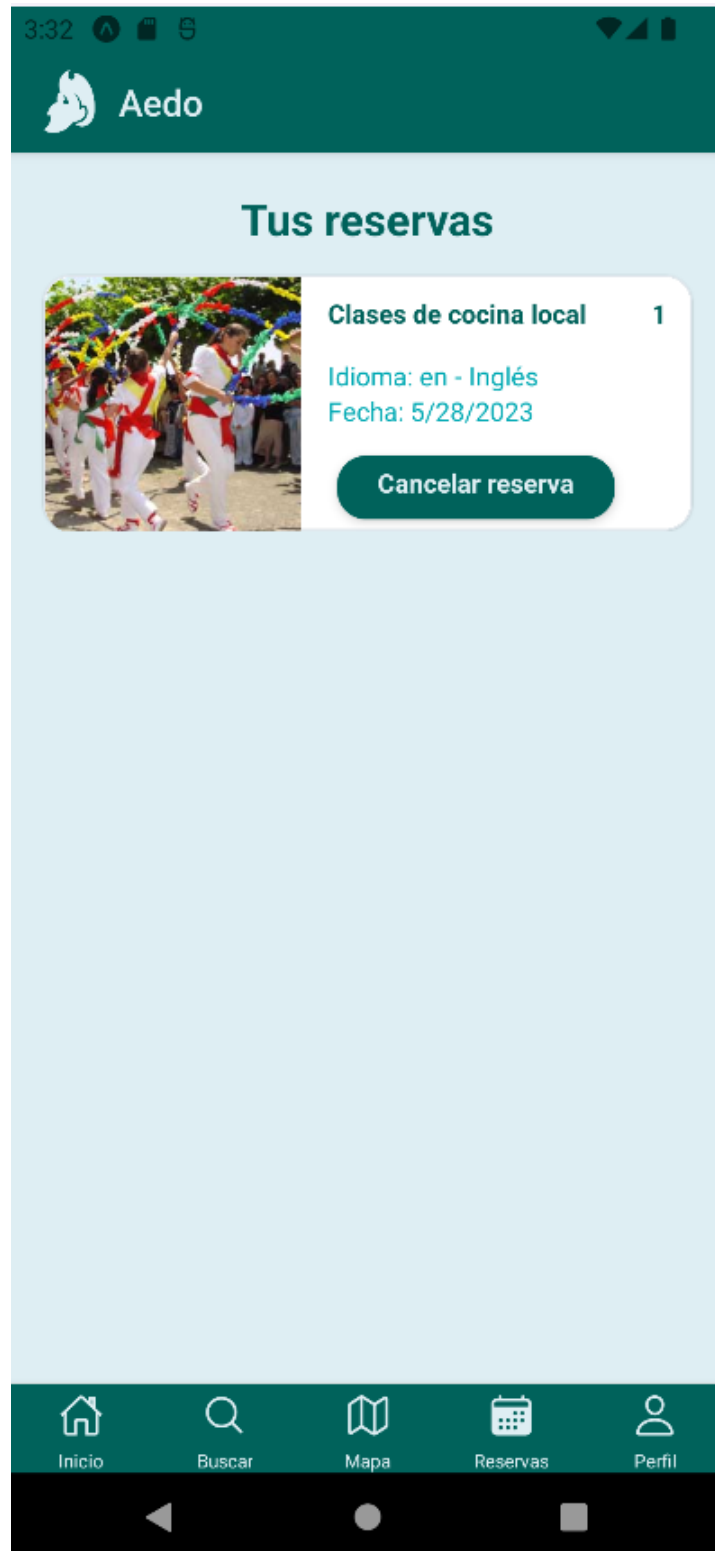 3:32
Aedo
Tus reservas
Clases de cocina local 1
Idioma: en - Inglés
Fecha: 5/28/2023
Cancelar reserva
Inicio Buscar Mapa Reservas Perfil